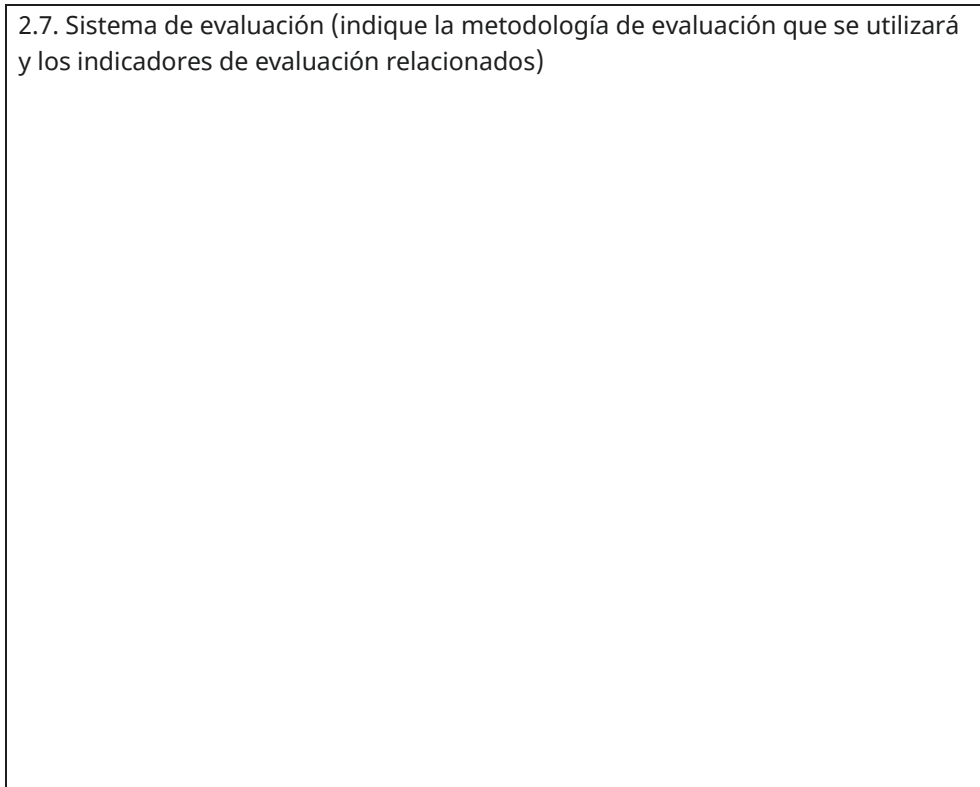 2.7. Sistema de evaluación (indique la metodología de evaluación que se utilizará
y los indicadores de evaluación relacionados)